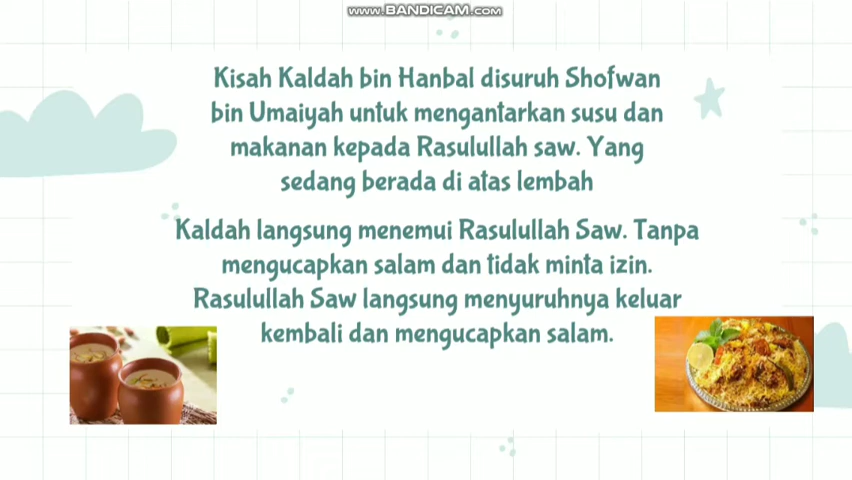 www.BANDICAM.com
Kisah Kaldah bin Hanbal disuruh Shofwan
bin Umaiyah untuk mengantarkan susu dan
makanan kepada Rasulullah saw. Yang
sedang berada di atas lembah
Kaldah langsung menemui Rasulullah Saw. Tanpa
mengucapkan salam dan tidak minta izin.
Rasulullah Saw langsung menyuruhnya keluar
kembali dan mengucapkan salam.